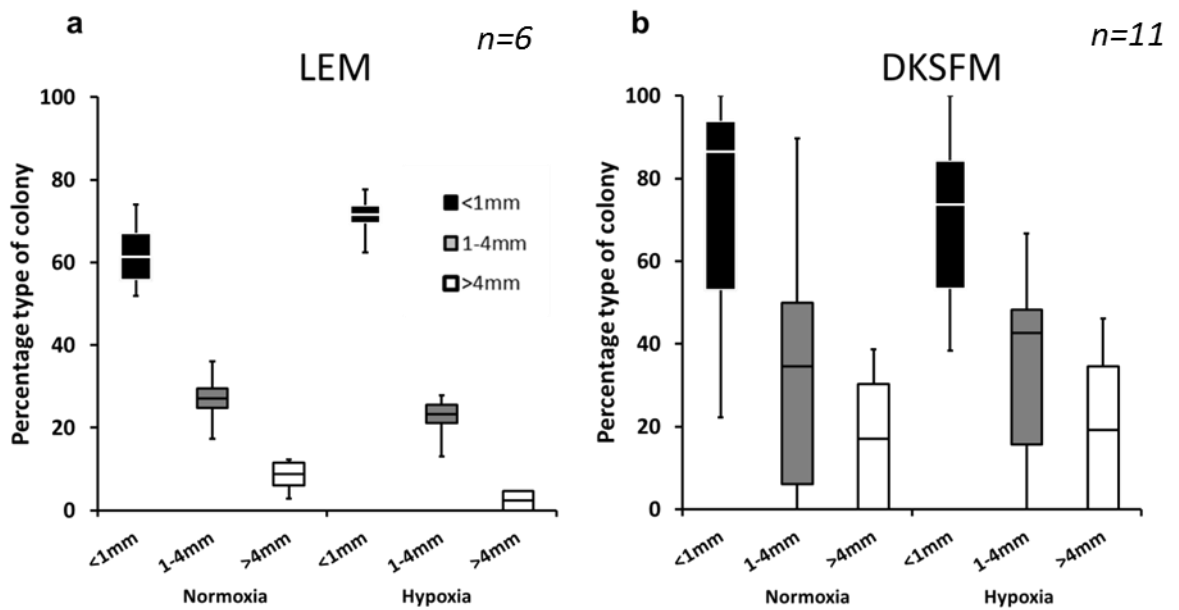 a
n=6
LEM
Percentage type of colony
100
80
60
40
20
0
<1mm
1-4mm
>4mm
<1mm
1-4mm
>4mm
<1mm
1-4mm
>4mm
Normoxia
Hypoxia
b
n=11
DKSFM
Percentage type of colony
100
80
60
40
20
0
<1mm
1-4mm
>4mm
<1mm
1-4mm
>4mm
Normoxia
Hypoxia